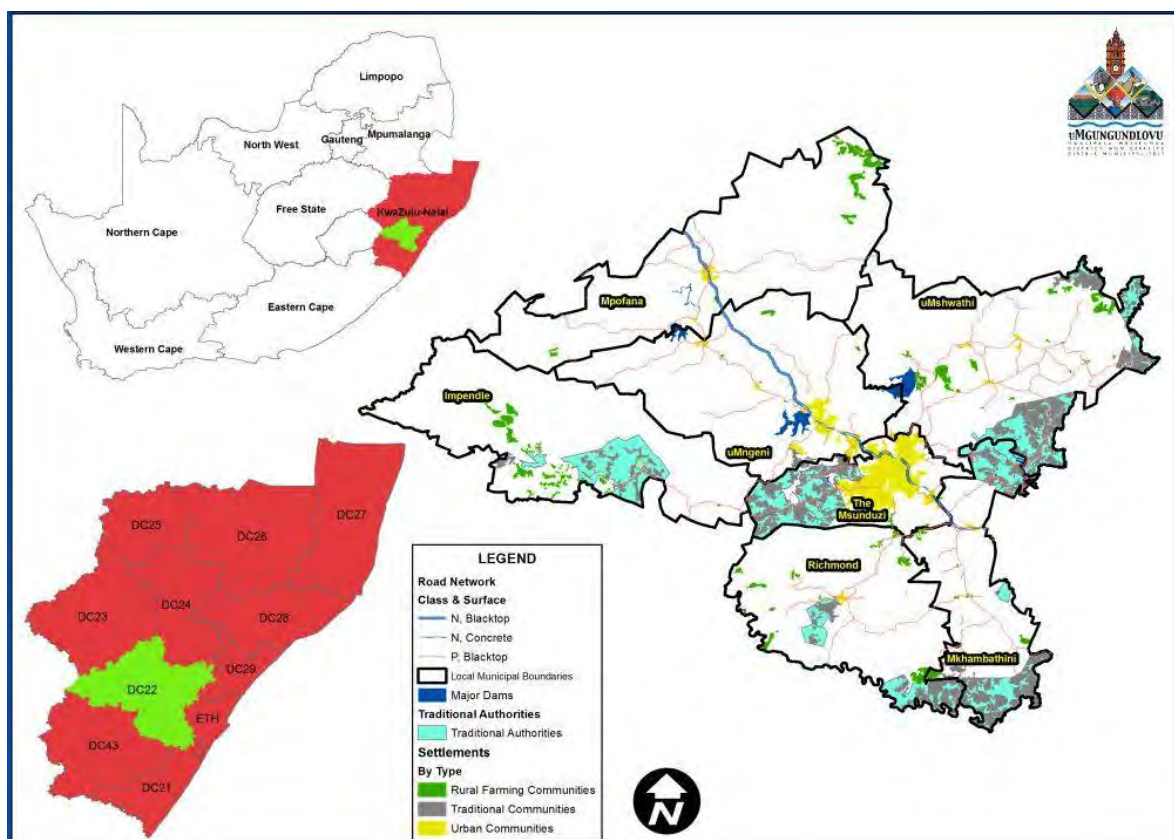 Limpopo
North West
Gauteng
Mpumalanga
Free State
KwaZulu-Natal
Northern Cape
Eastern Cape
Western Cape
uMGUNGUNDLOVU
Mpofana
uMshwathi
Impendle
uMngeni
The
Msunduzi
Richmond
Mkhambathini
DC25
DC26
DC27
DC24
DC23
DC28
DC29
DC22
ETH
DC43
DC21
LEGEND
Road Network
Class & Surface
N, Blacktop
N, Concrete
P, Blacktop
Local Municipal Boundaries
Major Dams
Traditional Authorities
Traditional Authorities
Settlements
By Type
Rural Farming Communities
Traditional Communities
Urban Communities
N